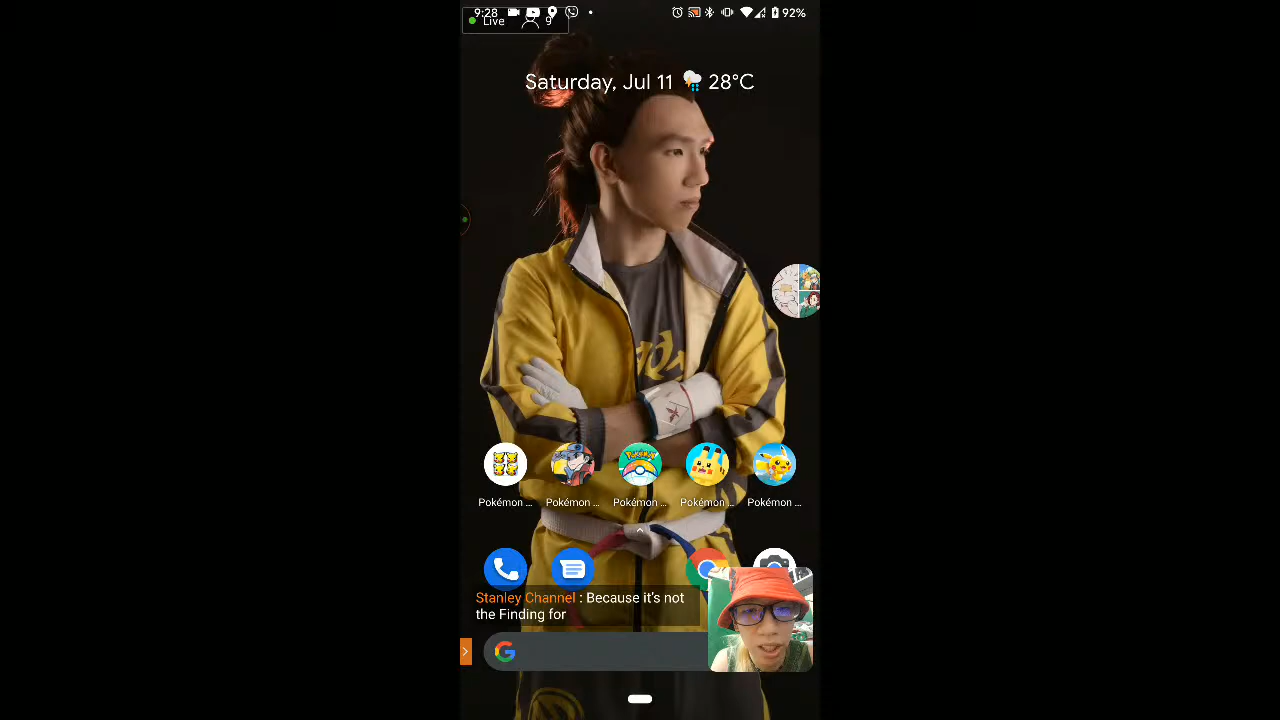 9:28
92%
Live 9
Saturday, Jul 11 28°C
Pokémon ... Pokémon ... Pokémon ... Pokémon ... Pokémon ...
Stanley Channel : Because it's not
the Finding for